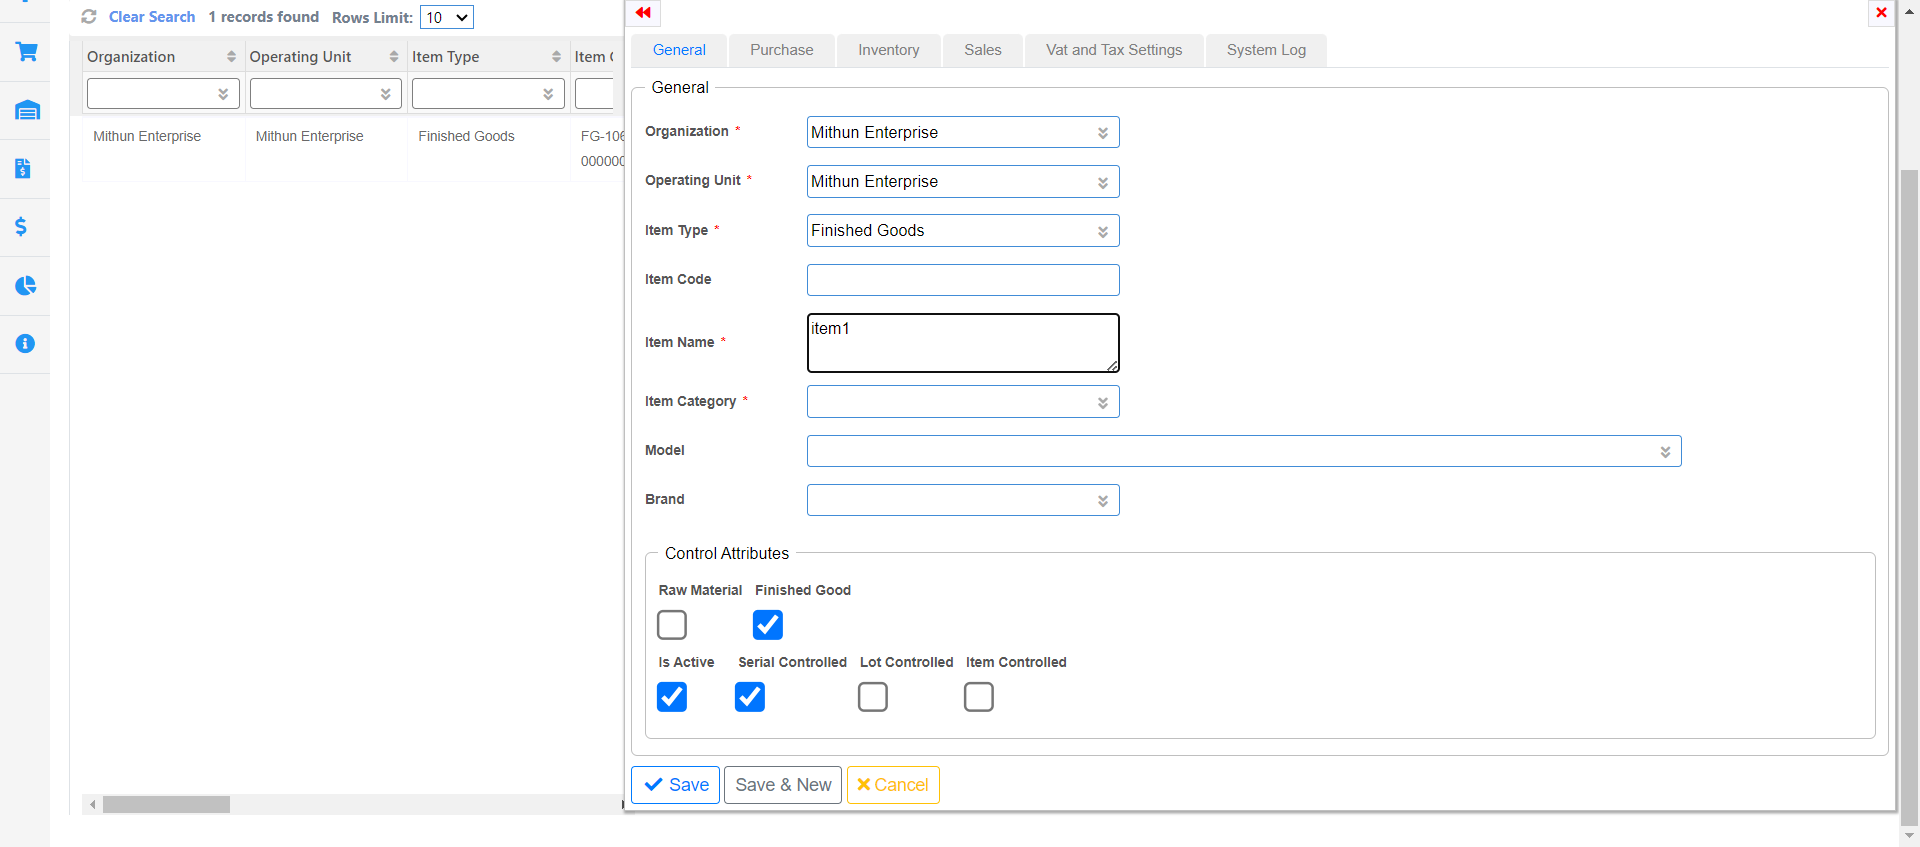 Clear Search 1 records found Rows Limit: 10
Organization Operating Unit Item Type Item C
Mithun Enterprise Mithun Enterprise Finished Goods FG-106
000000
General Purchase Inventory Sales Vat and Tax Settings System Log
General
Organization * Mithun Enterprise
Operating Unit * Mithun Enterprise
Item Type * Finished Goods
Item Code
Item Name * item1
Item Category *
Model
Brand
Control Attributes
Raw Material Finished Good
Is Active Serial Controlled Lot Controlled Item Controlled
Save Save & New Cancel